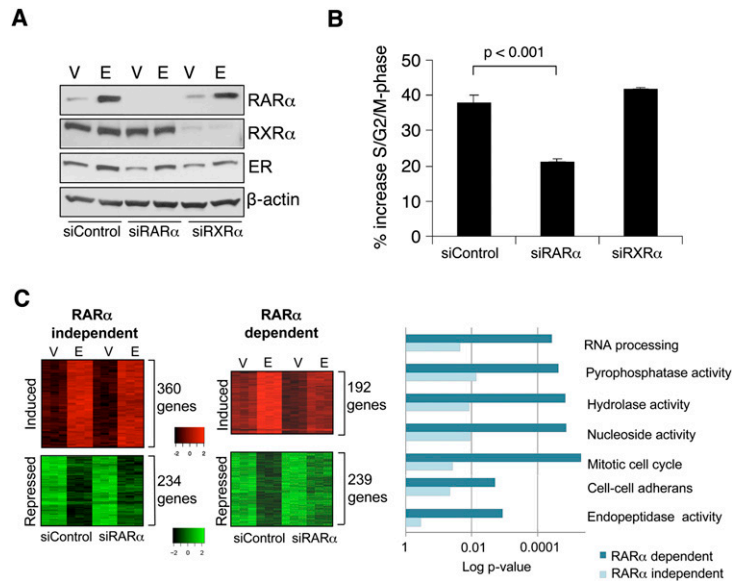 A
V E V E V E
RARα
RXRα
ER
β-actin
siControl siRARα siRXRα
B
p < 0.001
% increase S/G2/M-phase
50
40
30
20
10
0
siControl siRARα siRXRα
C
RARα
independent
V E V E
Induced
360
genes
-2 0 2
Repressed
234
genes
-2 0 2
siControl siRARα
RARα
dependent
V E V E
Induced
192
genes
Repressed
239
genes
siControl siRARα
RNA processing
Pyrophosphatase activity
Hydrolase activity
Nucleoside activity
Mitotic cell cycle
Cell-cell adherans
Endopeptidase activity
1 0.01 0.0001
Log p-value
RARα dependent
RARα independent